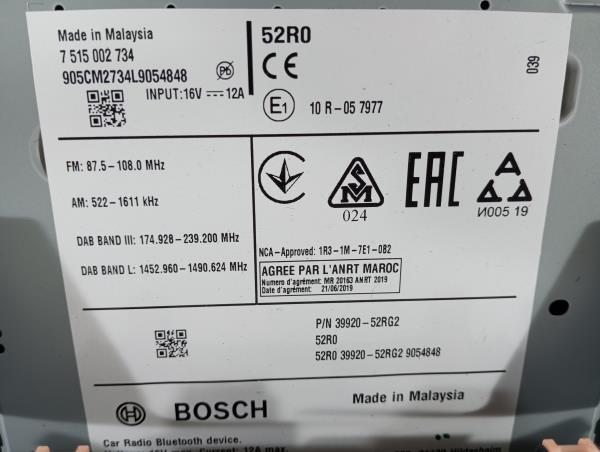 Made in Malaysia
7 515 002 734
905CM2734L9054848
Pb
INPUT:16V 12A
52R0
CE
E1
10 R-05 7977
039
FM: 87.5-108.0 MHz
AM: 522-1611 kHz
DAB BAND III: 174.928-239.200 MHz
DAB BAND L: 1452.960-1490.624 MHz
SM
024
EAC
AAA
И005 19
NCA-Approved: 1R3-1M-7E1-0B2
AGREE PAR L'ANRT MAROC
Numero d'agrément: MR 20163 ANRT 2019
Date d'agrément: 21/06/2019
P/N 39920-52RG2
52R0
52R0 39920-52RG2 9054848
BOSCH
Made in Malaysia
Car Radio Bluetooth device.